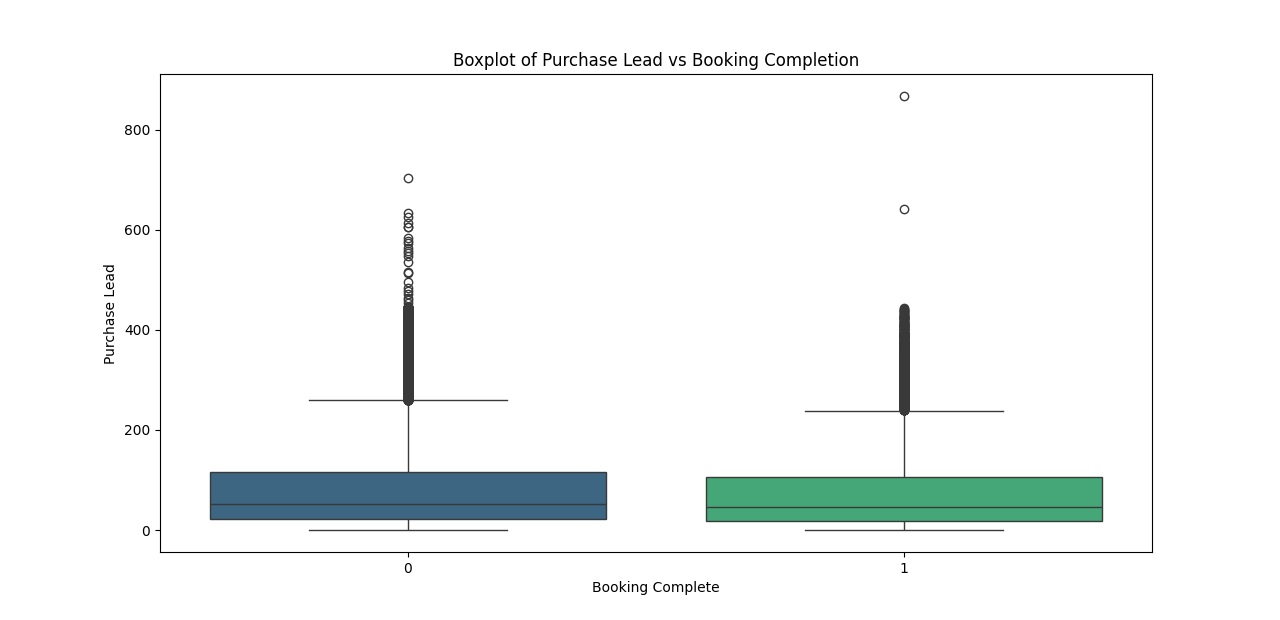 Boxplot of Purchase Lead vs Booking Completion
800
600
400
200
0
Purchase Lead
0 1
Booking Complete